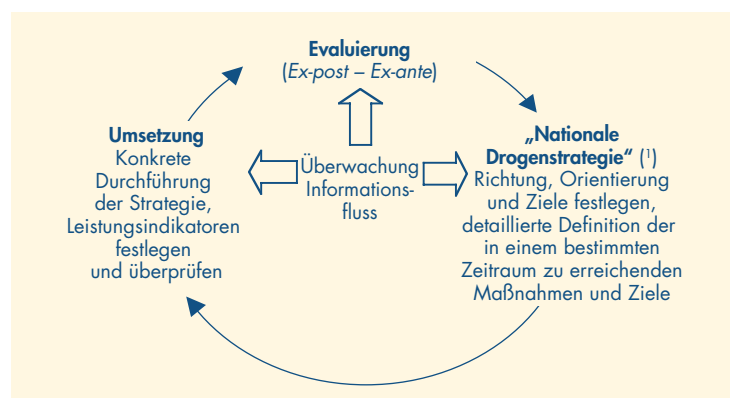 Evaluierung
(Ex-post – Ex-ante)
Umsetzung
Konkrete
Durchführung
der Strategie,
Leistungsindikatoren
festlegen
und überprüfen
Überwachung
Informations-
fluss
„Nationale
Drogenstrategie“ (¹)
Richtung, Orientierung
und Ziele festlegen,
detaillierte Definition der
in einem bestimmten
Zeitraum zu erreichenden
Maßnahmen und Ziele